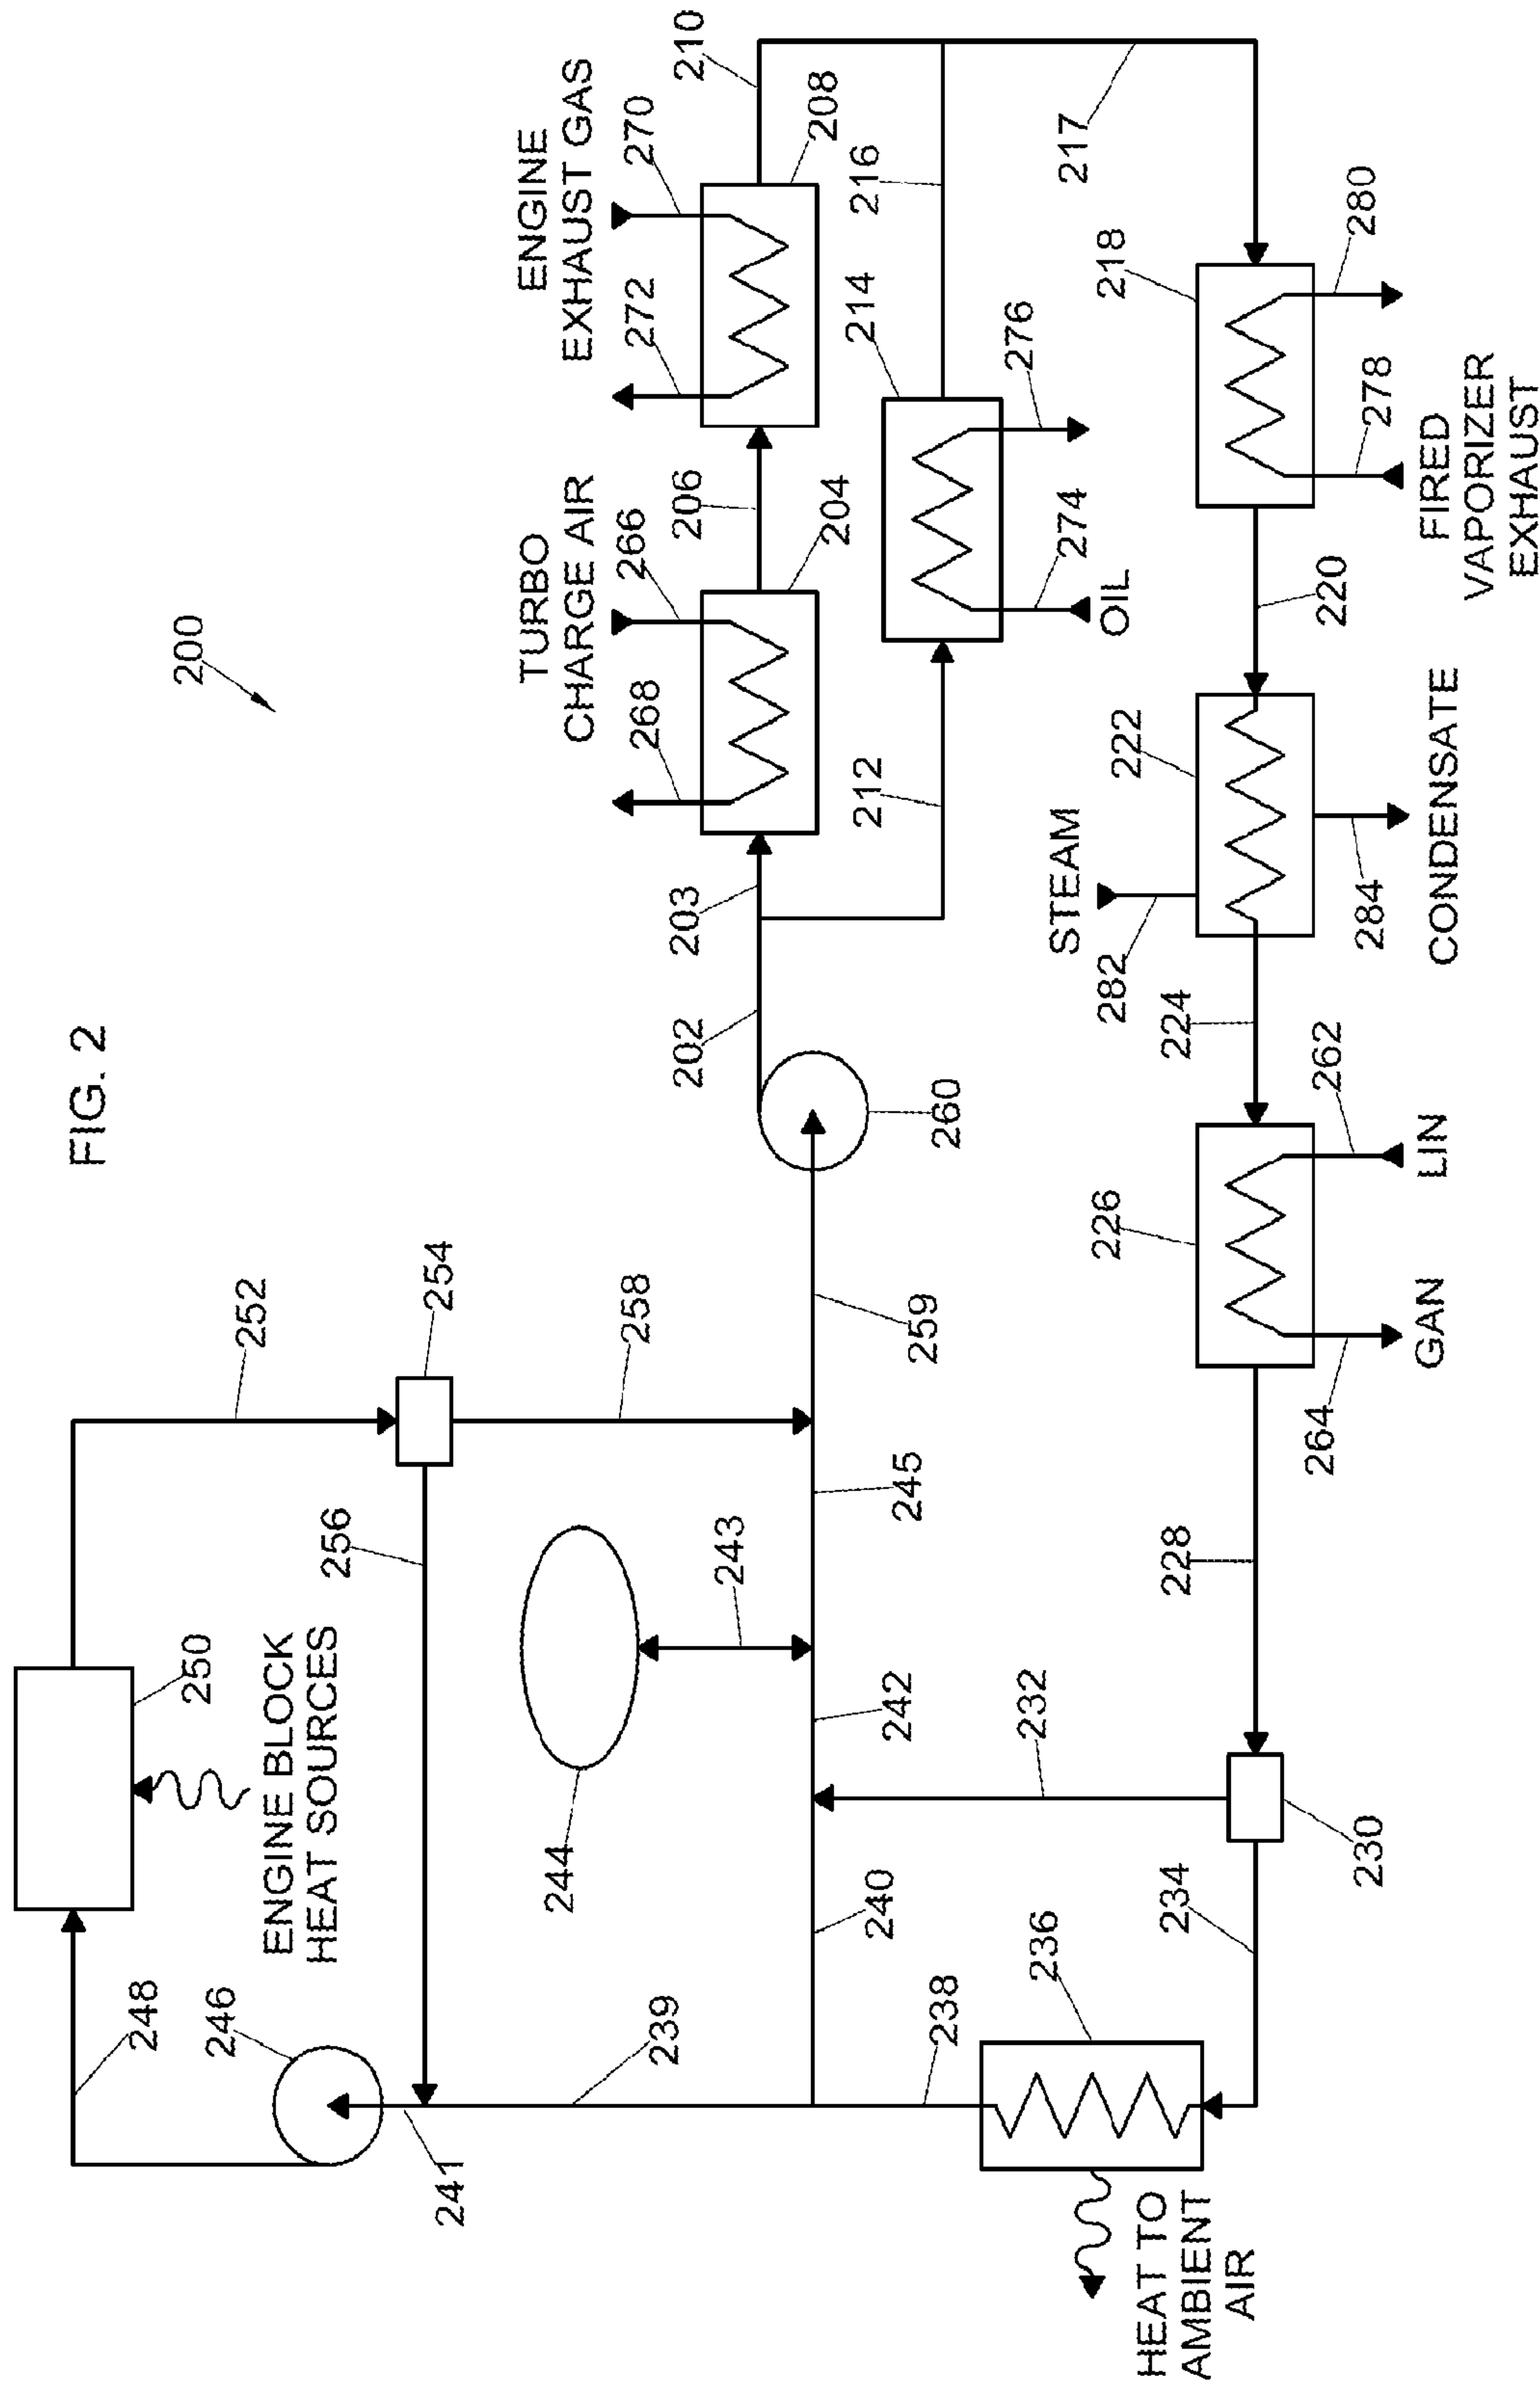 FIG. 2
200
248
246
241
250
ENGINE BLOCK
HEAT SOURCES
252
254
256
258
239
244
243
238
240
242
245
259
260
232
236
HEAT TO
AMBIENT
AIR
234
230
228
202
203
TURBO
CHARGE AIR
268
266
204
206
ENGINE
EXHAUST GAS
272
270
208
210
212
214
216
OIL
274
276
217
218
280
278
FIRED
VAPORIZER
EXHAUST
220
STEAM
282
222
284
CONDENSATE
224
226
262
LIN
264
GAN